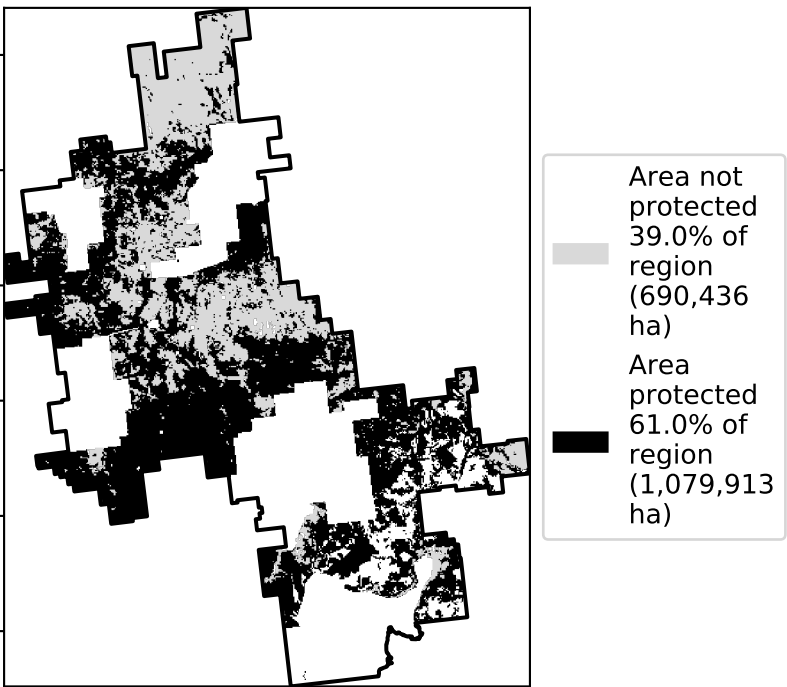 Area not
protected
39.0% of
region
(690,436
ha)
Area
protected
61.0% of
region
(1,079,913
ha)